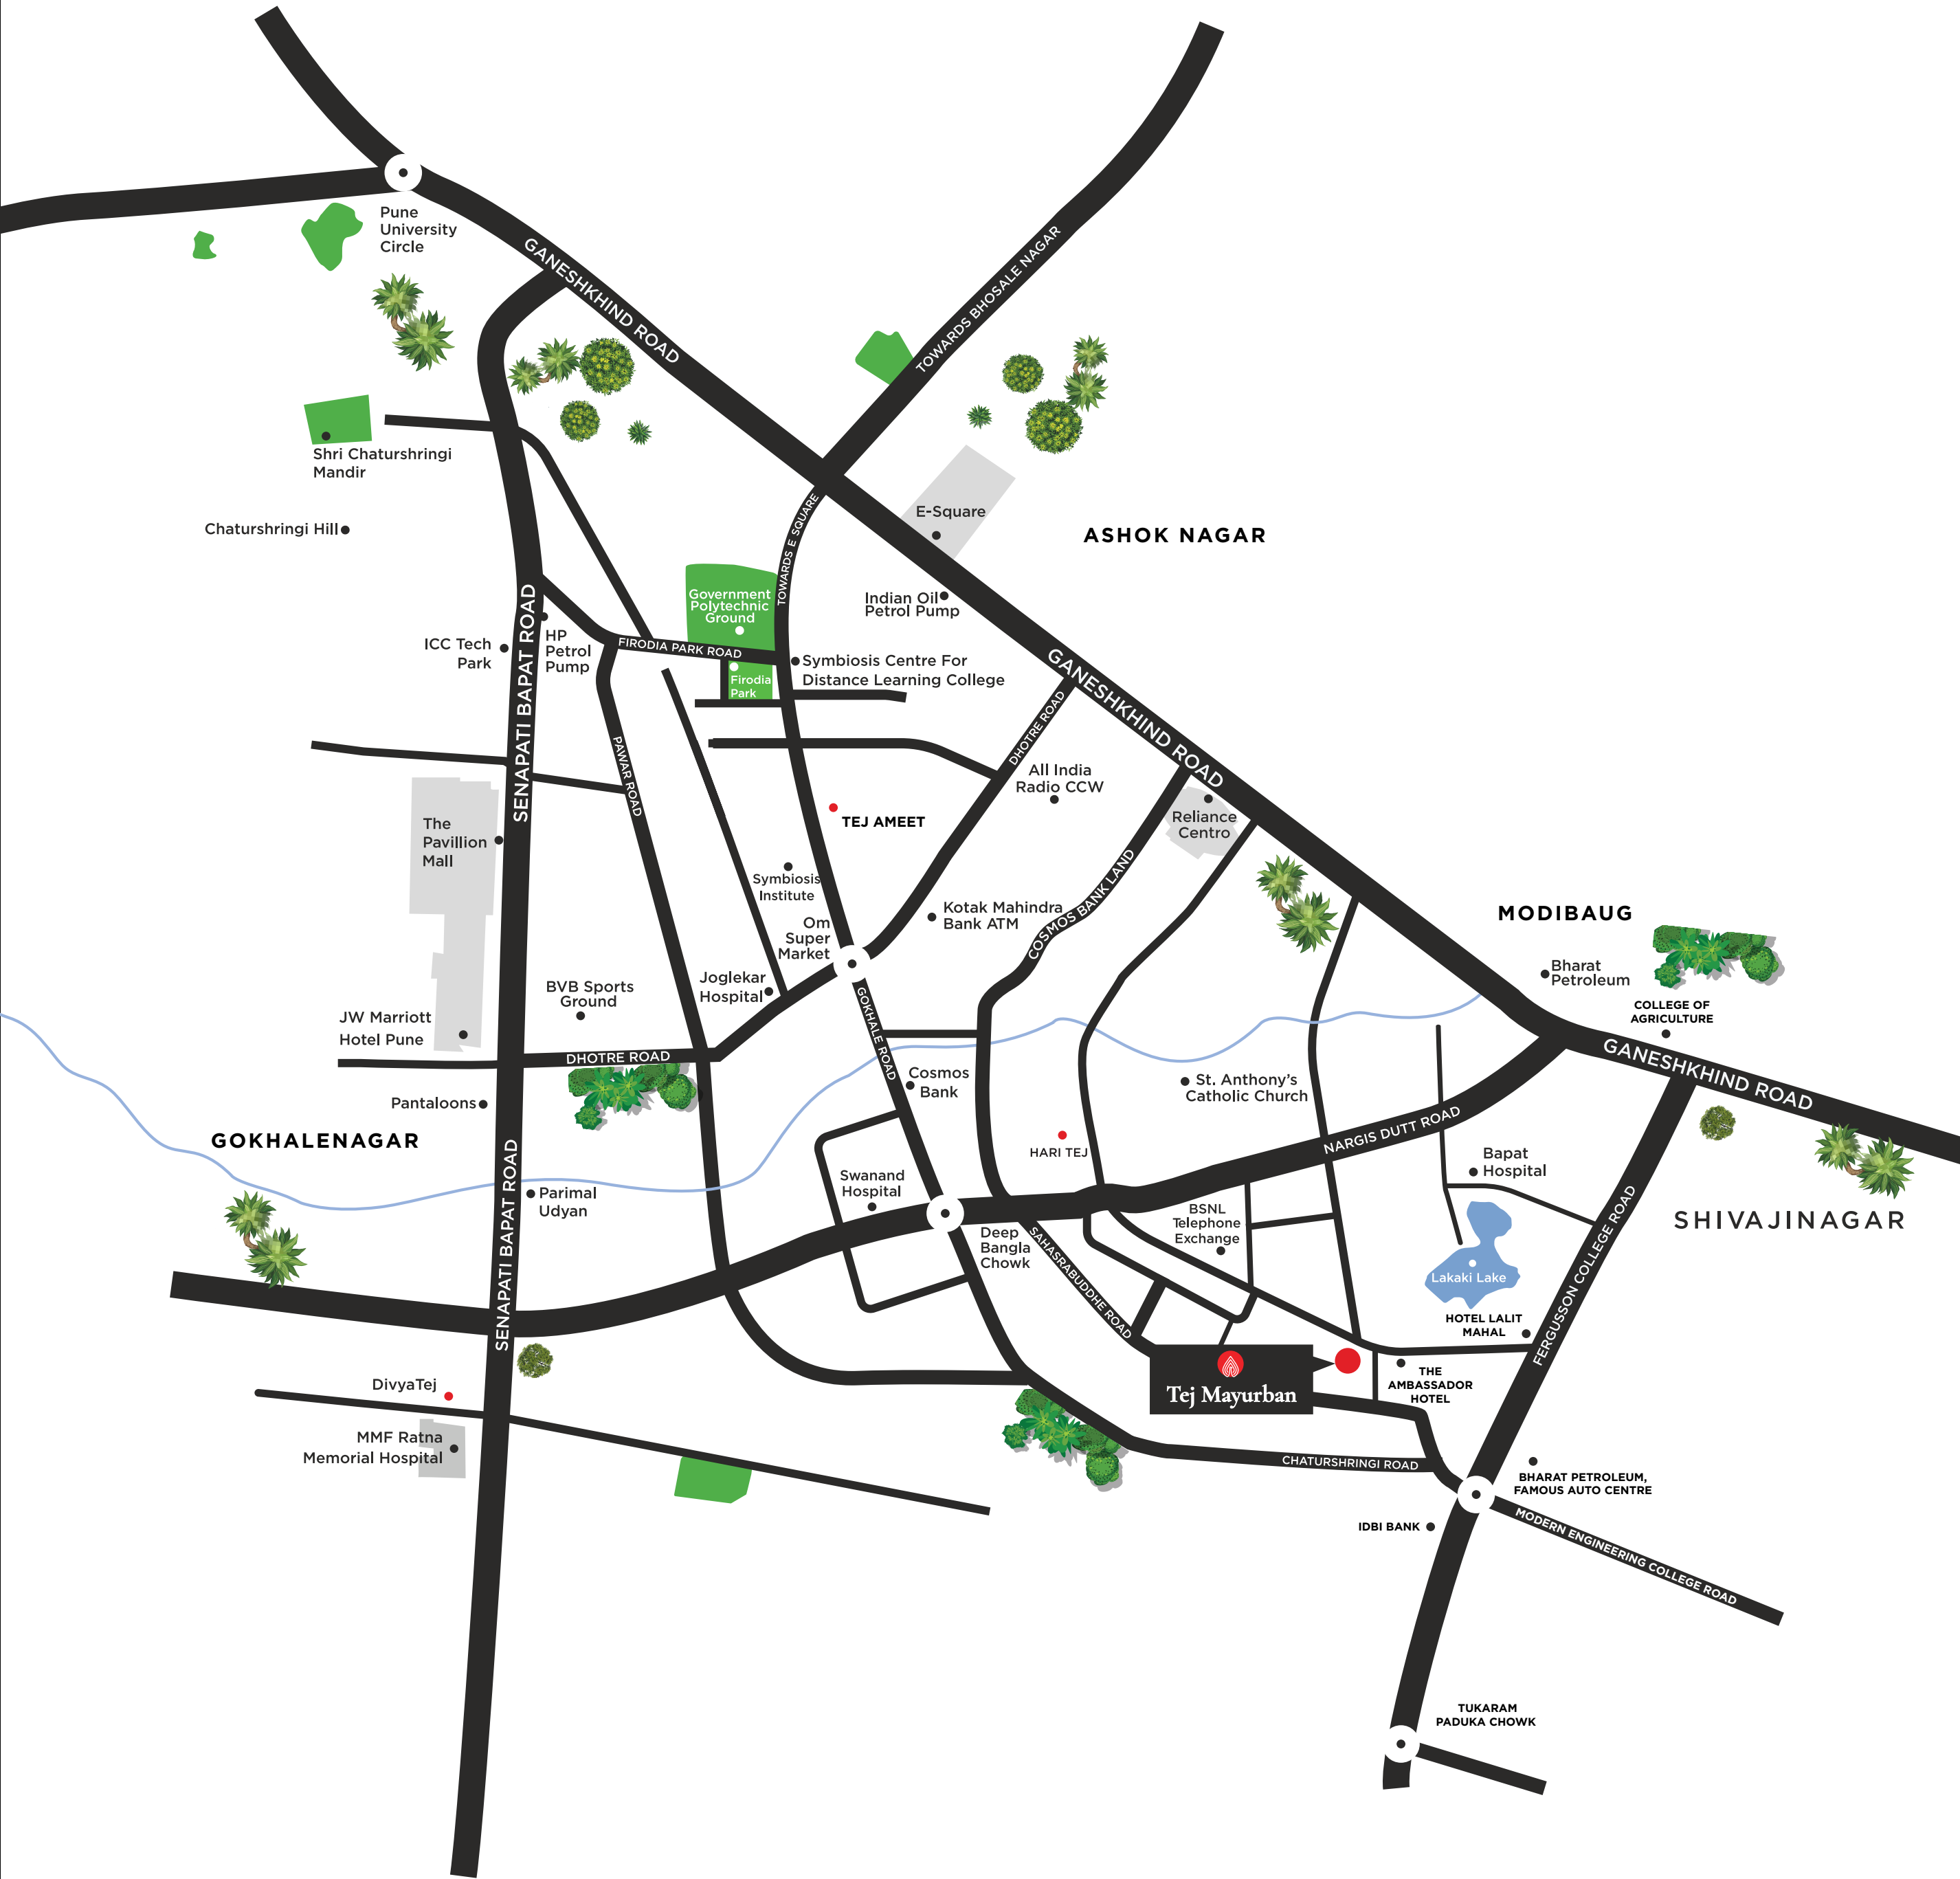 Pune
University
Circle
GANESHKHIND ROAD
TOWARDS BHOSALE NAGAR
Shri Chaturshringi
Mandir
Chaturshringi Hill
E-Square
TOWARDS E SQUARE
ASHOK NAGAR
Government
Polytechnic
Ground
Indian Oil
Petrol Pump
SENAPATI BAPAT ROAD
HP
Petrol
Pump
ICC Tech
Park
FIRODIA PARK ROAD
Firodia
Park
Symbiosis Centre For
Distance Learning College
GANESHKHIND ROAD
DHOTRE ROAD
PAWAR ROAD
All India
Radio CCW
Reliance
Centro
TEJ AMEET
The
Pavillion
Mall
Symbiosis
Institute
COSMOS BANK LAND
Kotak Mahindra
Bank ATM
Om
Super
Market
MODIBAUG
Bharat
Petroleum
Joglekar
Hospital
BVB Sports
Ground
JW Marriott
Hotel Pune
GOKHALE ROAD
COLLEGE OF
AGRICULTURE
DHOTRE ROAD
GANESHKHIND ROAD
Cosmos
Bank
St. Anthony's
Catholic Church
Pantaloons
NARGIS DUTT ROAD
GOKHALENAGAR
HARI TEJ
SENAPATI BAPAT ROAD
Bapat
Hospital
Swanand
Hospital
Parimal
Udyan
BSNL
Telephone
Exchange
SHIVAJINAGAR
Deep
Bangla
Chowk
SAHASRABUDDHE ROAD
Lakaki Lake
FERGUSSON COLLEGE ROAD
HOTEL LALIT
MAHAL
DivyaTej
Tej Mayurban
THE
AMBASSADOR
HOTEL
MMF Ratna
Memorial Hospital
CHATURSHRINGI ROAD
BHARAT PETROLEUM,
FAMOUS AUTO CENTRE
IDBI BANK
MODERN ENGINEERING COLLEGE ROAD
TUKARAM
PADUKA CHOWK